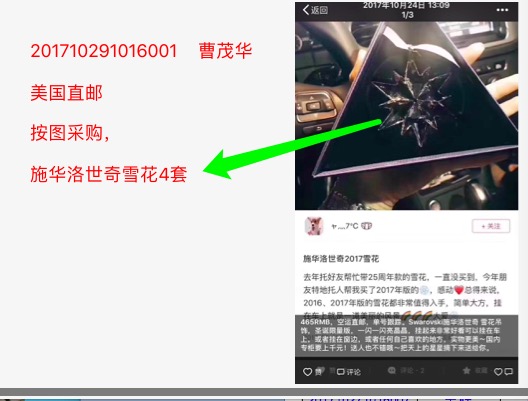 201710291016001 曹茂华
美国直邮
按图采购，
施华洛世奇雪花4套
返回
2017年10月24日 13:09
1/3
+关注
施华洛世奇2017雪花
去年托好友帮忙带25周年款的雪花，一直没买到，今年朋
友特地托人帮我买了2017年版的❄，感动❤总得来说，
2016、2017年版的雪花都非常值得入手，简单大方，挂
465RMB，空运直邮，单号跟踪。Swarovski施华洛世奇 雪花吊
饰，圣诞限量版，一闪一闪亮晶晶，挂起来非常好看可以挂在车
上，或者挂在窗边，或者任何自己喜欢的地方，实物更美～国内
专柜要上千元！送人也不错哦～把天上的星星摘下来送给你。
赞 评论